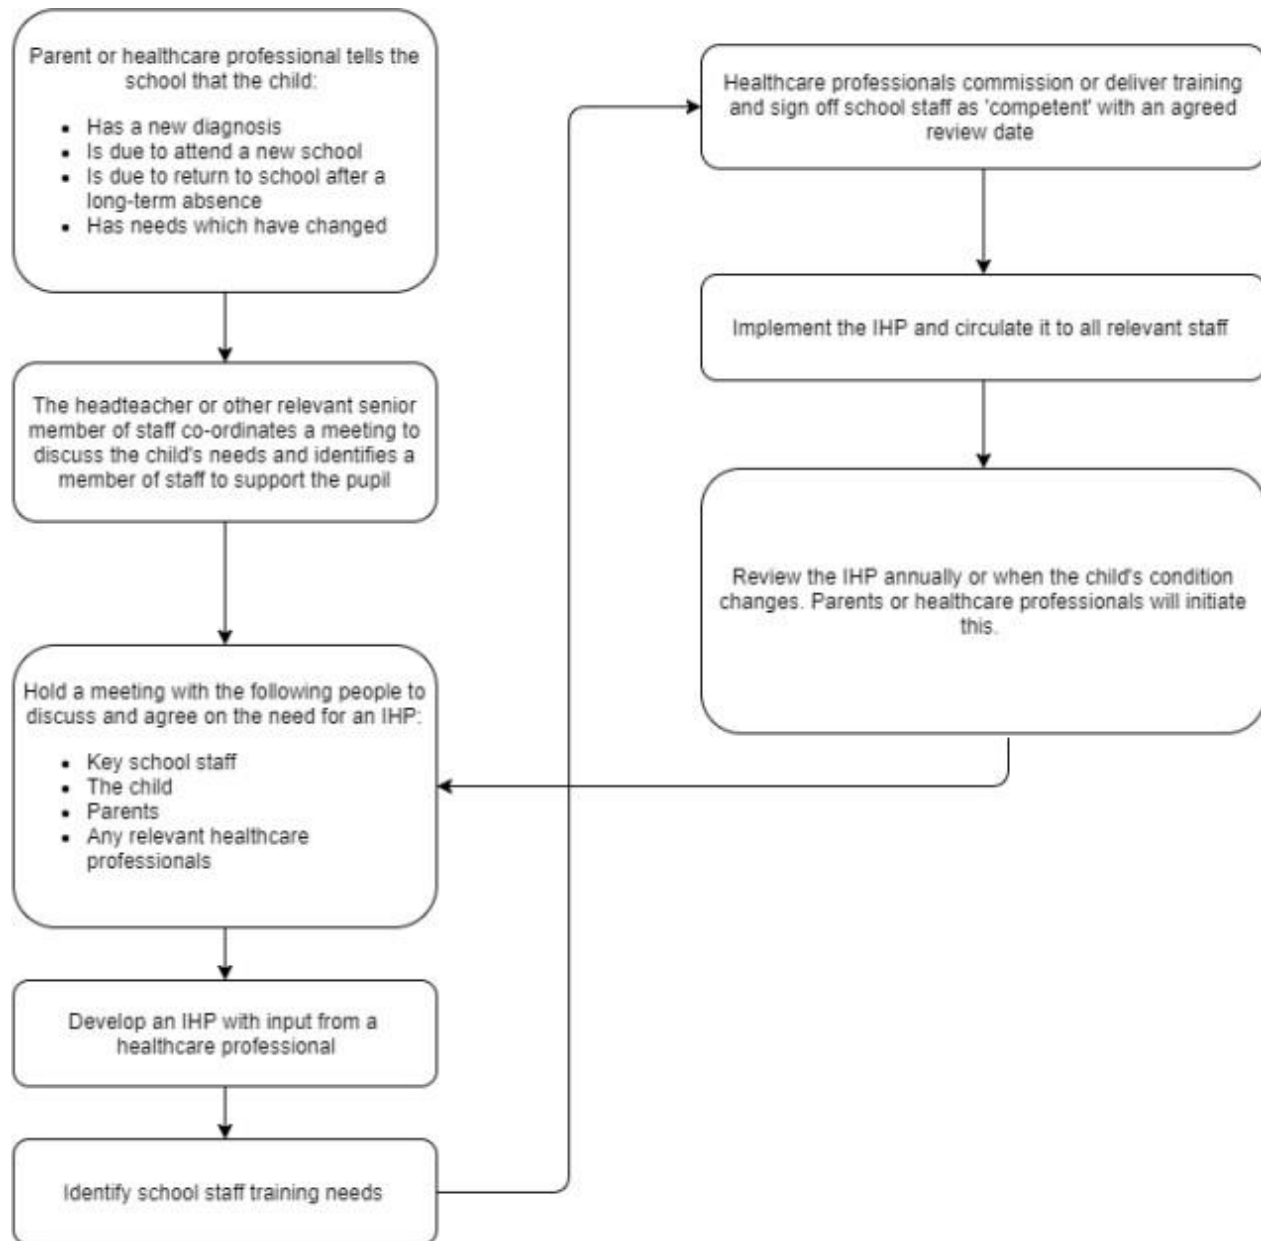 Parent or healthcare professional tells the
school that the child:
• Has a new diagnosis
• Is due to attend a new school
• Is due to return to school after a
long-term absence
• Has needs which have changed
The headteacher or other relevant senior
member of staff co-ordinates a meeting to
discuss the child's needs and identifies a
member of staff to support the pupil
Hold a meeting with the following people to
discuss and agree on the need for an IHP:
• Key school staff
• The child
• Parents
• Any relevant healthcare
professionals
Develop an IHP with input from a
healthcare professional
Identify school staff training needs
Healthcare professionals commission or deliver training
and sign off school staff as 'competent' with an agreed
review date
Implement the IHP and circulate it to all relevant staff
Review the IHP annually or when the child's condition
changes. Parents or healthcare professionals will initiate
this.